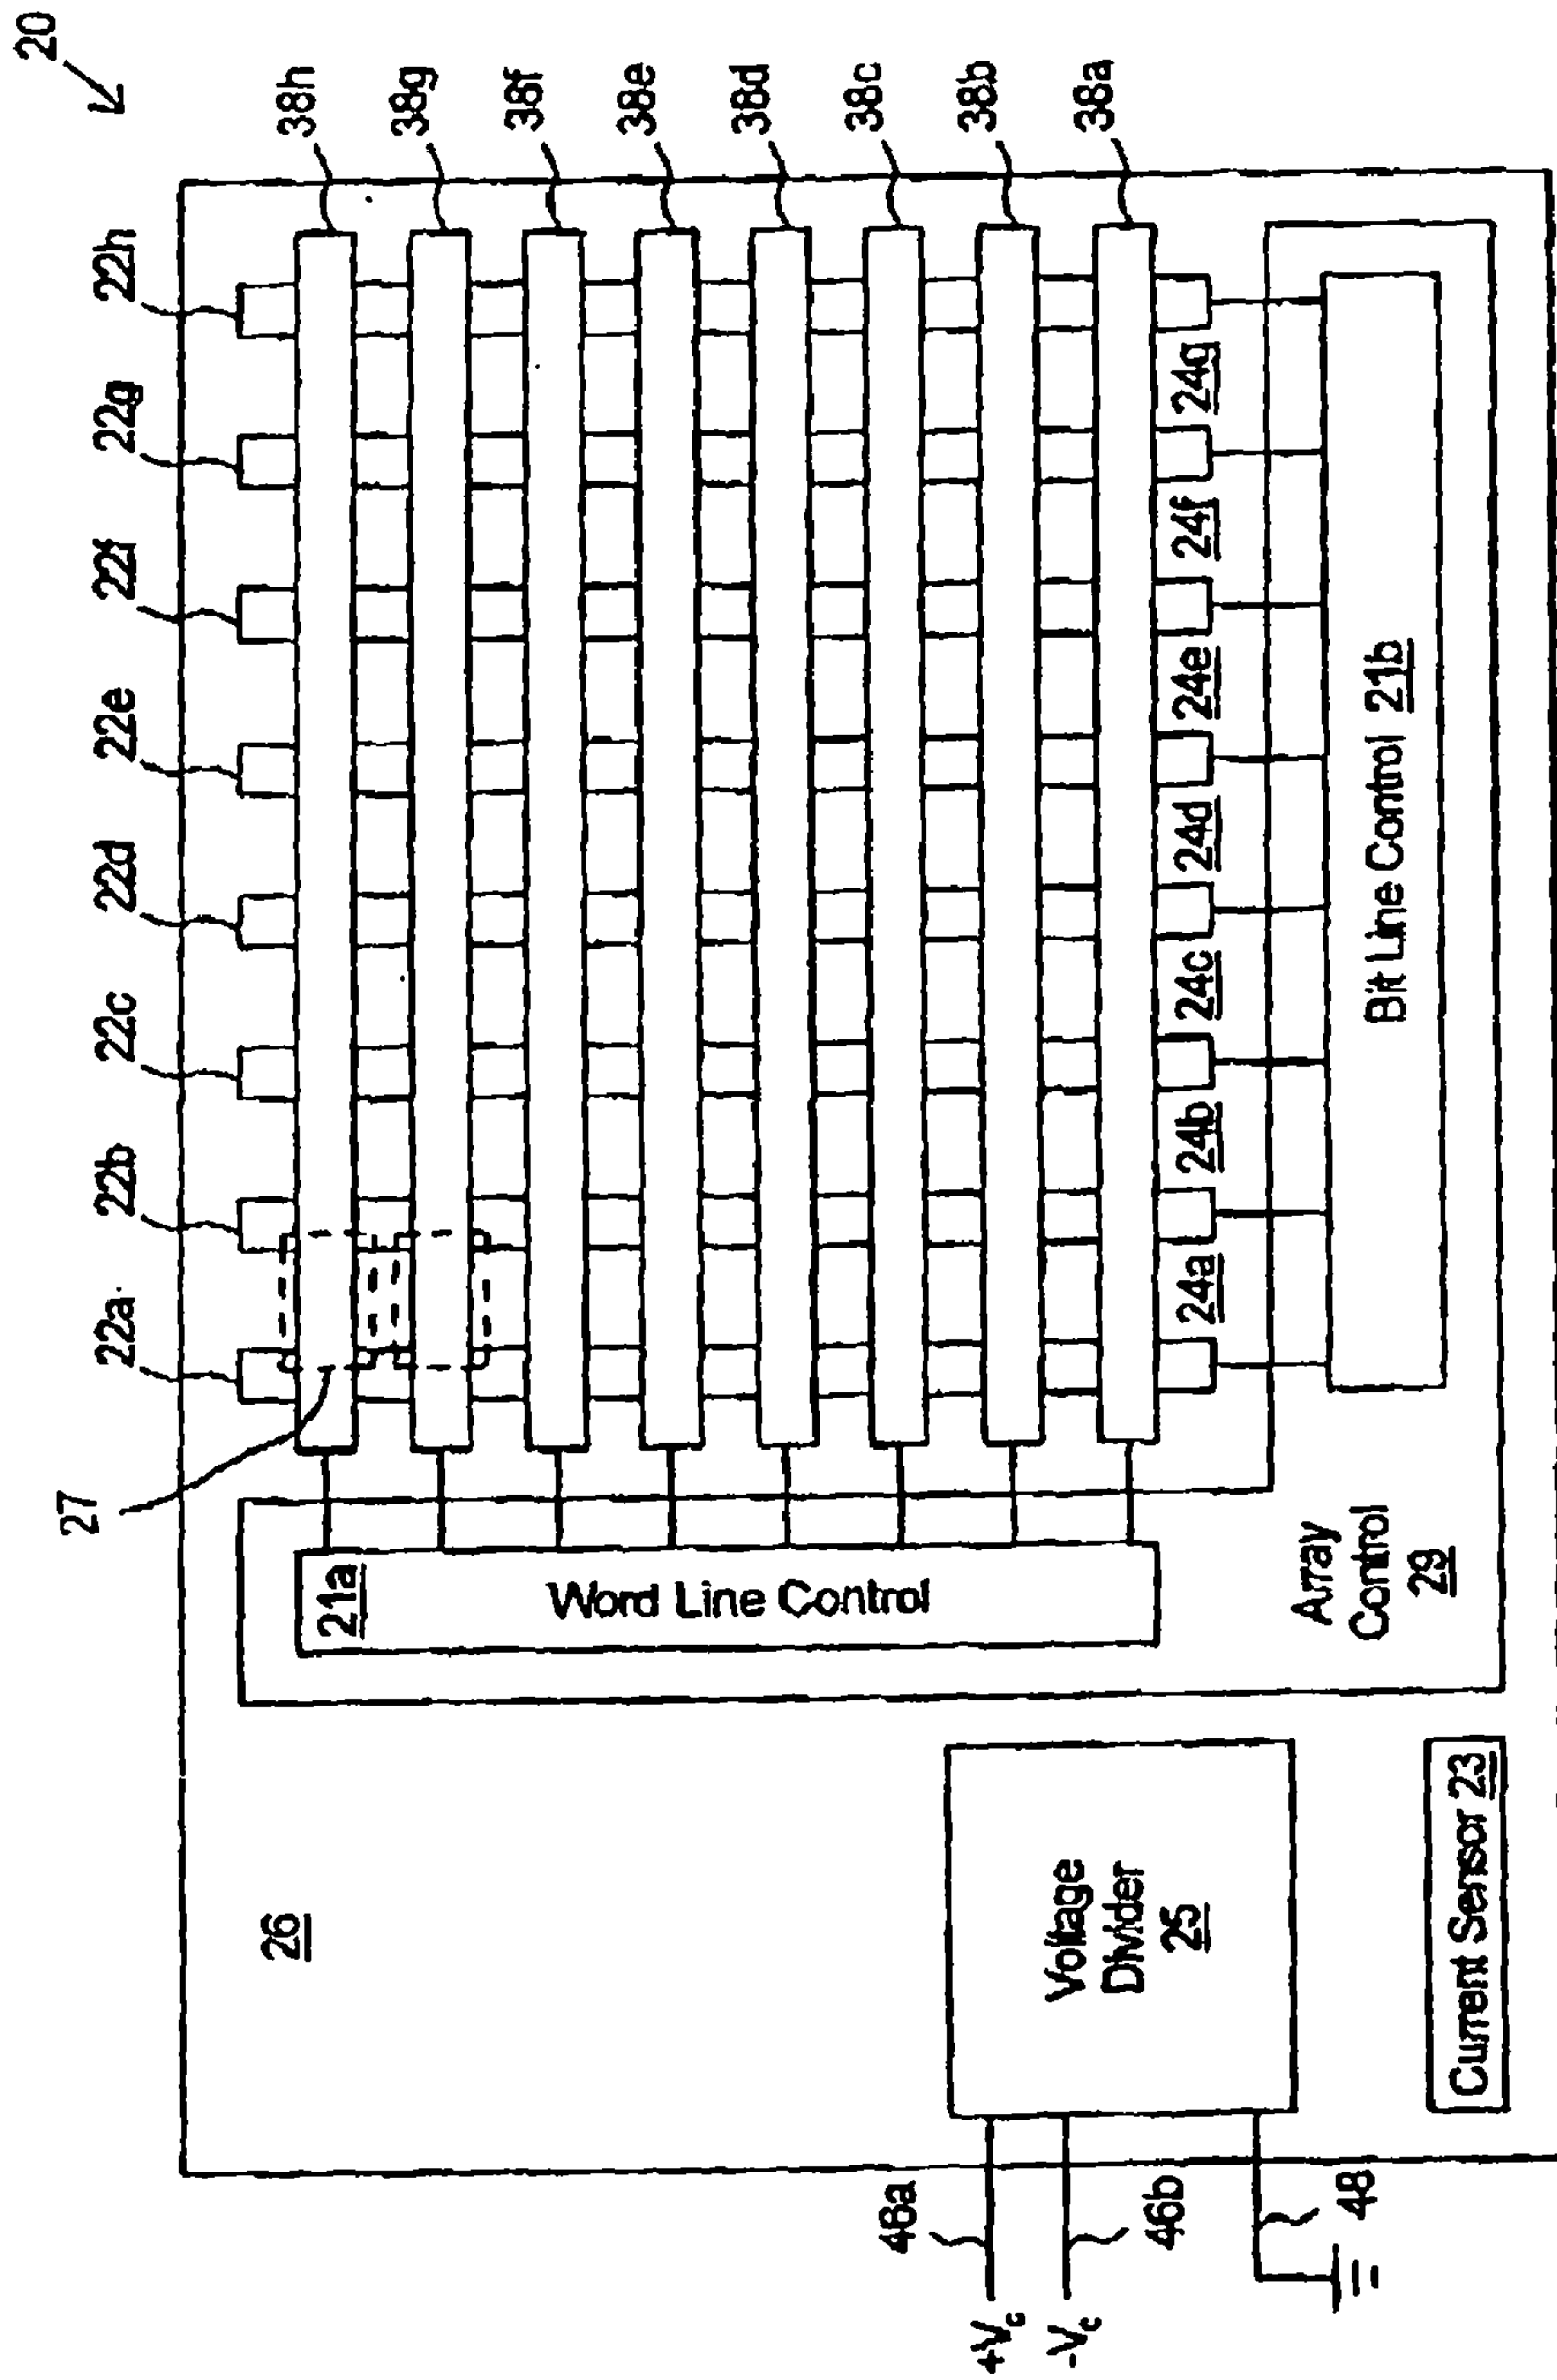 20
22a
22b
22c
22d
22e
22f
22g
22h
27
38h
38g
38f
38e
38d
38c
38b
38a
21a
Word Line Control
24a
24b
24c
24d
24e
24f
24g
Bit Line Control 21b
Array
Control
29
26
Voltage
Divider
25
Current Sensor 23
46a
46b
48
+Vc
-Vc